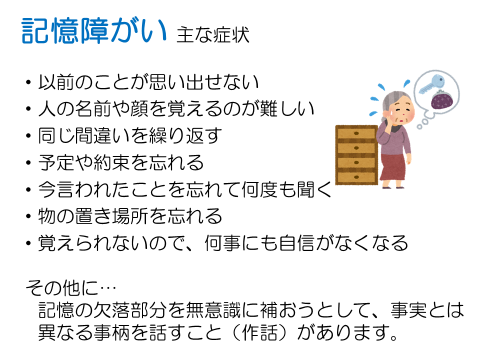 記憶障がい 主な症状
・以前のことが思い出せない
・人の名前や顔を覚えるのが難しい
・同じ間違いを繰り返す
・予定や約束を忘れる
・今言われたことを忘れて何度も聞く
・物の置き場所を忘れる
・覚えられないので、何事にも自信がなくなる
その他に…
記憶の欠落部分を無意識に補おうとして、事実とは
異なる事柄を話すこと（作話）があります。